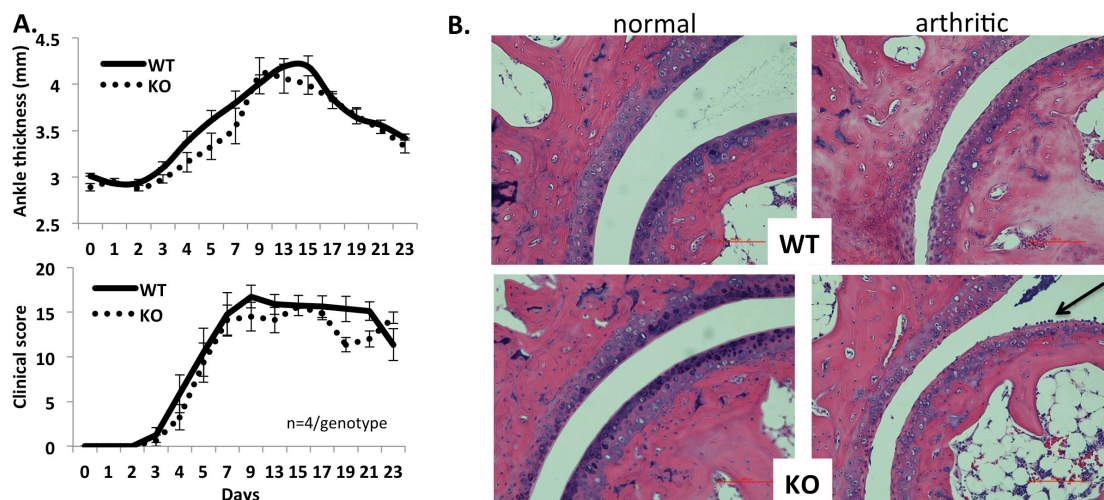 A.
4.5
4
3.5
3
2.5
Ankle thickness (mm)
WT
KO
0 1 2 3 4 5 7 9 13 15 17 19 21 23
20
15
10
5
0
Clinical score
WT
KO
n=4/genotype
0 1 2 3 4 5 7 9 13 15 17 19 21 23
Days
B.
normal
arthritic
WT
KO